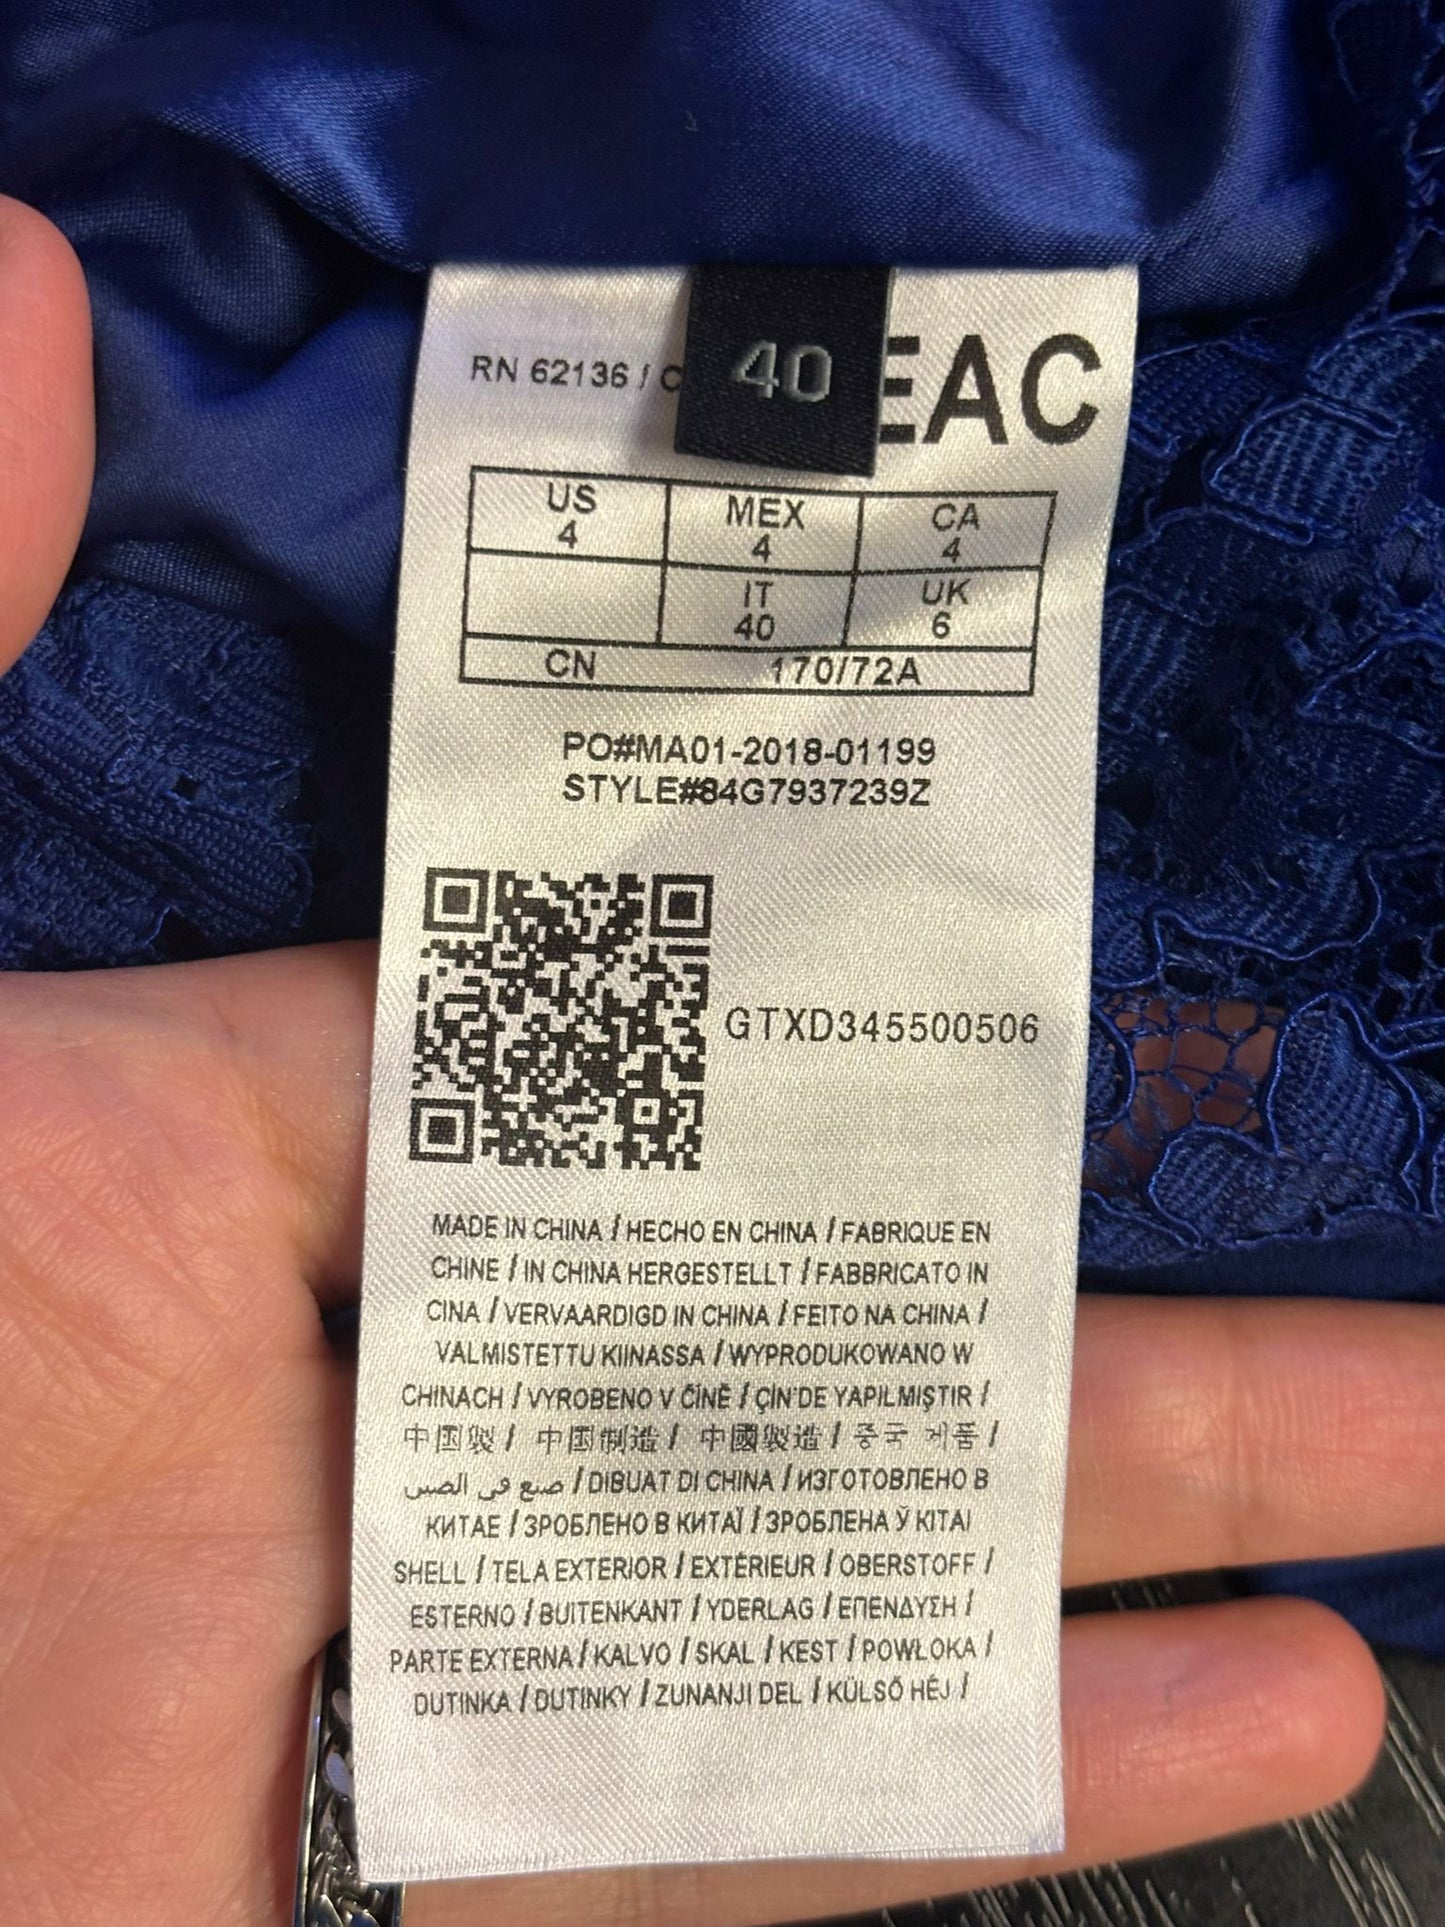 40
RN 62136 / C
EAC
US MEX CA
4 4 4
IT UK
40 6
CN 170/72A
PO#MA01-2018-01199
STYLE#84G7937239Z
GTXD345500506
MADE IN CHINA / HECHO EN CHINA / FABRIQUE EN
CHINE / IN CHINA HERGESTELLT / FABBRICATO IN
CINA / VERVAARDIGD IN CHINA / FEITO NA CHINA /
VALMISTETTU KIINASSA / WYPRODUKOWANO W
CHINACH / VYROBENO V ČÍNĚ / ÇİN'DE YAPILMIŞTIR /
中国製 / 中国制造 / 中國製造 / 중국 제품 /
صنع في الصين / DIBUAT DI CHINA / ИЗГОТОВЛЕНО В
КИТАЕ / ЗРОБЛЕНО В КИТАЇ / ЗРОБЛЕНА Ў КІТАІ
SHELL / TELA EXTERIOR / EXTÉRIEUR / OBERSTOFF /
ESTERNO / BUITENKANT / YDERLAG / ΕΠΕΝΔΥΣΗ /
PARTE EXTERNA / KALVO / SKAL / KEST / POWŁOKA /
DUTINKA / DUTINKY / ZUNANJI DEL / KÜLSŐ HÉJ /